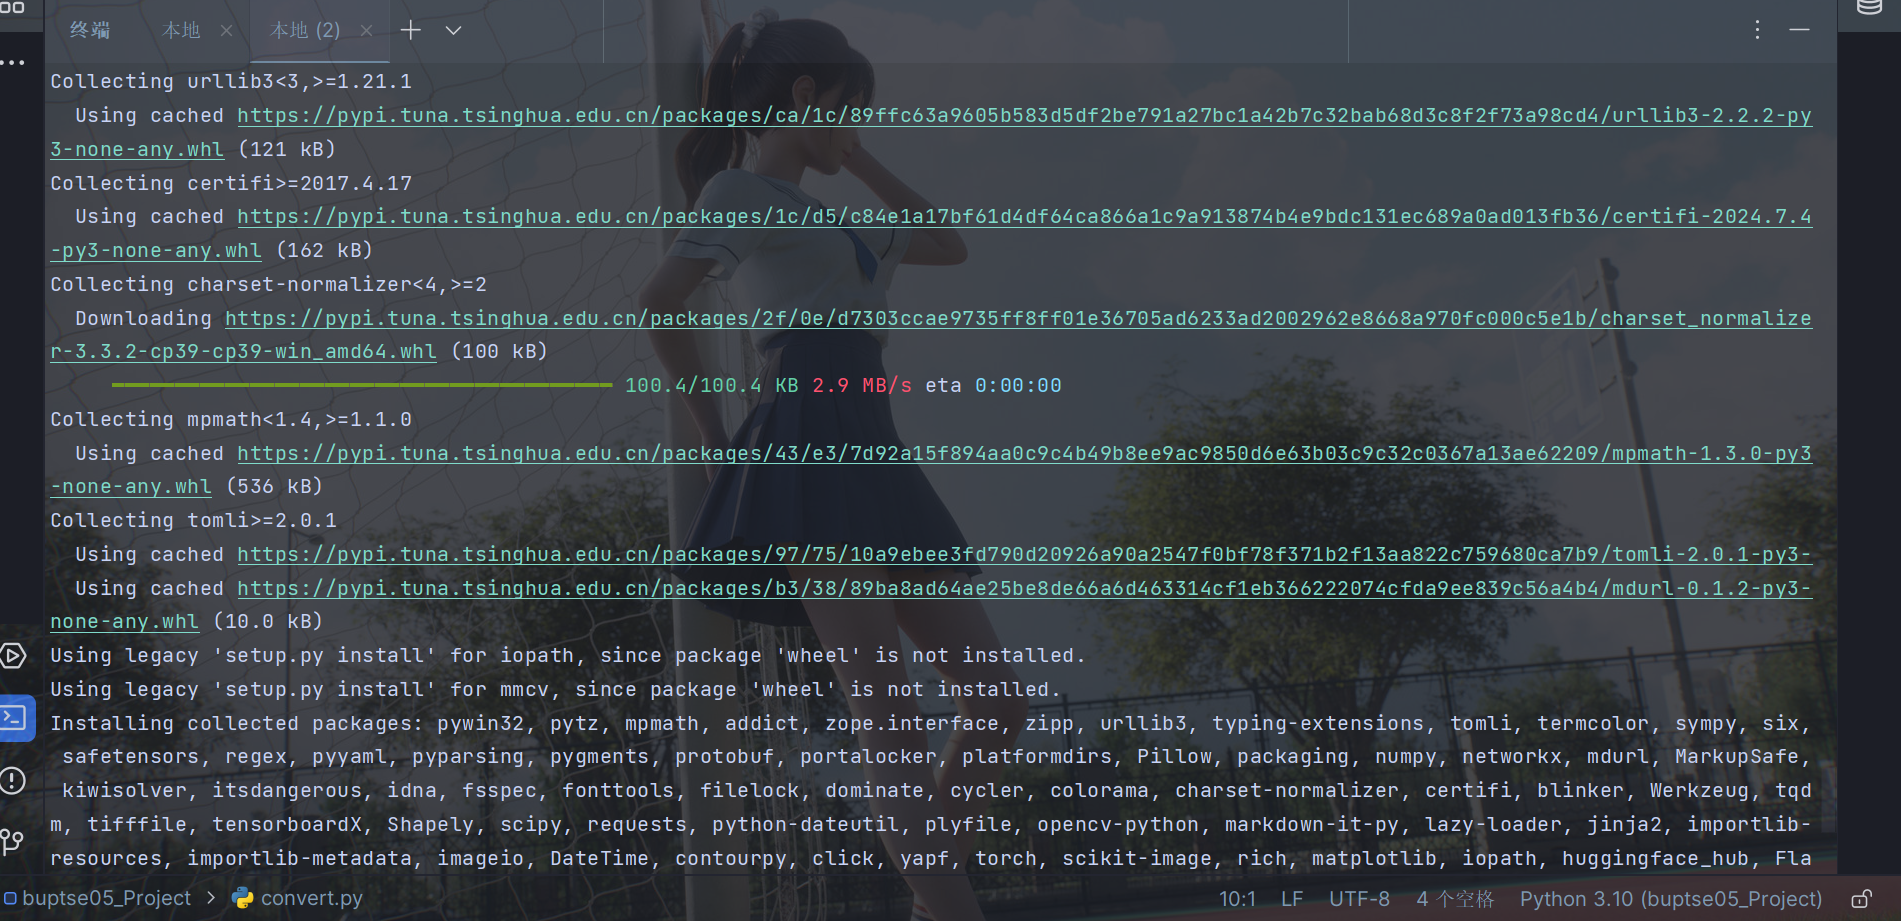 终端 本地 × 本地 (2) ×
Collecting urllib3<3,>=1.21.1
Using cached https://pypi.tuna.tsinghua.edu.cn/packages/ca/1c/89ffc63a9605b583d5df2be791a27bc1a42b7c32bab68d3c8f2f73a98cd4/urllib3-2.2.2-py
3-none-any.whl (121 kB)
Collecting certifi>=2017.4.17
Using cached https://pypi.tuna.tsinghua.edu.cn/packages/1c/d5/c84e1a17bf61d4df64ca866a1c9a913874b4e9bdc131ec689a0ad013fb36/certifi-2024.7.4
-py3-none-any.whl (162 kB)
Collecting charset-normalizer<4,>=2
Downloading https://pypi.tuna.tsinghua.edu.cn/packages/2f/0e/d7303ccae9735ff8ff01e36705ad6233ad2002962e8668a970fc000c5e1b/charset_normalize
r-3.3.2-cp39-cp39-win_amd64.whl (100 kB)
100.4/100.4 KB 2.9 MB/s eta 0:00:00
Collecting mpmath<1.4,>=1.1.0
Using cached https://pypi.tuna.tsinghua.edu.cn/packages/43/e3/7d92a15f894aa0c9c4b49b8ee9ac9850d6e63b03c9c32c0367a13ae62209/mpmath-1.3.0-py3
-none-any.whl (536 kB)
Collecting tomli>=2.0.1
Using cached https://pypi.tuna.tsinghua.edu.cn/packages/97/75/10a9ebee3fd790d20926a90a2547f0bf78f371b2f13aa822c759680ca7b9/tomli-2.0.1-py3-
Using cached https://pypi.tuna.tsinghua.edu.cn/packages/b3/38/89ba8ad64ae25be8de66a6d463314cf1eb366222074cfda9ee839c56a4b4/mdurl-0.1.2-py3-
none-any.whl (10.0 kB)
Using legacy 'setup.py install' for iopath, since package 'wheel' is not installed.
Using legacy 'setup.py install' for mmcv, since package 'wheel' is not installed.
Installing collected packages: pywin32, pytz, mpmath, addict, zope.interface, zipp, urllib3, typing-extensions, tomli, termcolor, sympy, six,
safetensors, regex, pyyaml, pyparsing, pygments, protobuf, portalocker, platformdirs, Pillow, packaging, numpy, networkx, mdurl, MarkupSafe,
kiwisolver, itsdangerous, idna, fsspec, fonttools, filelock, dominate, cycler, colorama, charset-normalizer, certifi, blinker, Werkzeug, tqd
m, tifffile, tensorboardX, Shapely, scipy, requests, python-dateutil, plyfile, opencv-python, markdown-it-py, lazy-loader, jinja2, importlib-
resources, importlib-metadata, imageio, DateTime, contourpy, click, yapf, torch, scikit-image, rich, matplotlib, iopath, huggingface_hub, Fla
buptse05_Project > convert.py 10:1 LF UTF-8 4 个空格 Python 3.10 (buptse05_Project)